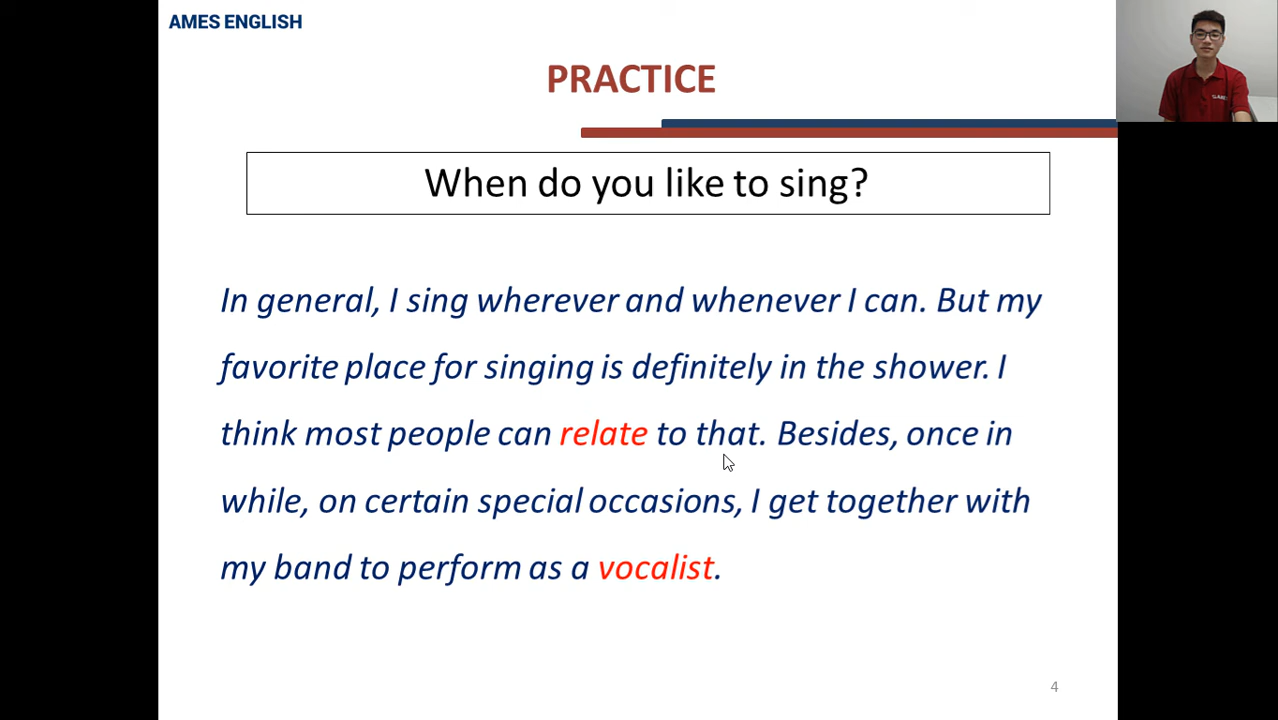 AMES ENGLISH
PRACTICE
When do you like to sing?
In general, I sing wherever and whenever I can. But my
favorite place for singing is definitely in the shower. I
think most people can relate to that. Besides, once in
while, on certain special occasions, I get together with
my band to perform as a vocalist.
4